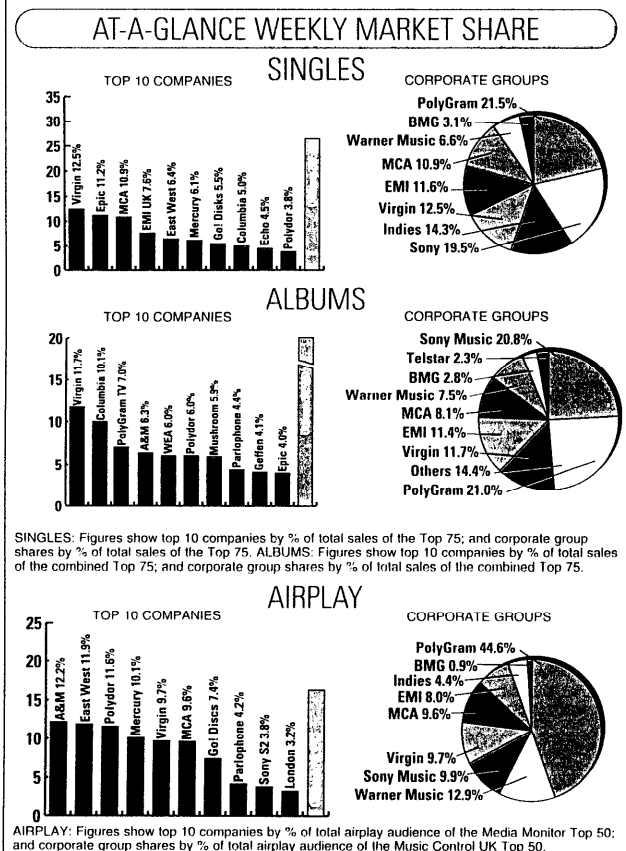 AT-A-GLANCE WEEKLY MARKET SHARE
SINGLES
TOP 10 COMPANIES
35
30
25
20
15
10
5
0
Virgin 12.5%
Epic 11.2%
MCA 10.9%
EMI UK 7.6%
East West 6.4%
Mercury 6.1%
Go! Disks 5.5%
Columbia 5.0%
Echo 4.5%
Polydor 3.8%
CORPORATE GROUPS
PolyGram 21.5%
BMG 3.1%
Warner Music 6.6%
MCA 10.9%
EMI 11.6%
Virgin 12.5%
Indies 14.3%
Sony 19.5%
ALBUMS
TOP 10 COMPANIES
20
15
10
5
0
Virgin 11.7%
Columbia 10.1%
PolyGram TV 7.0%
A&M 6.3%
WEA 6.0%
Polydor 6.0%
Mushroom 5.9%
Parlophone 4.4%
Geffen 4.1%
Epic 4.0%
CORPORATE GROUPS
Sony Music 20.8%
Telstar 2.3%
BMG 2.8%
Warner Music 7.5%
MCA 8.1%
EMI 11.4%
Virgin 11.7%
Others 14.4%
PolyGram 21.0%
SINGLES: Figures show top 10 companies by % of total sales of the Top 75; and corporate group
shares by % of total sales of the Top 75. ALBUMS: Figures show top 10 companies by % of total sales
of the combined Top 75; and corporate group shares by % of total sales of the combined Top 75.
AIRPLAY
TOP 10 COMPANIES
25
20
15
10
5
0
A&M 12.2%
East West 11.9%
Polydor 11.6%
Mercury 10.1%
Virgin 9.7%
MCA 9.6%
Go! Discs 7.4%
Parlophone 4.2%
Sony S2 3.8%
London 3.2%
CORPORATE GROUPS
PolyGram 44.6%
BMG 0.9%
Indies 4.4%
EMI 8.0%
MCA 9.6%
Virgin 9.7%
Sony Music 9.9%
Warner Music 12.9%
AIRPLAY: Figures show top 10 companies by % of total airplay audience of the Media Monitor Top 50;
and corporate group shares by % of total airplay audience of the Music Control UK Top 50.